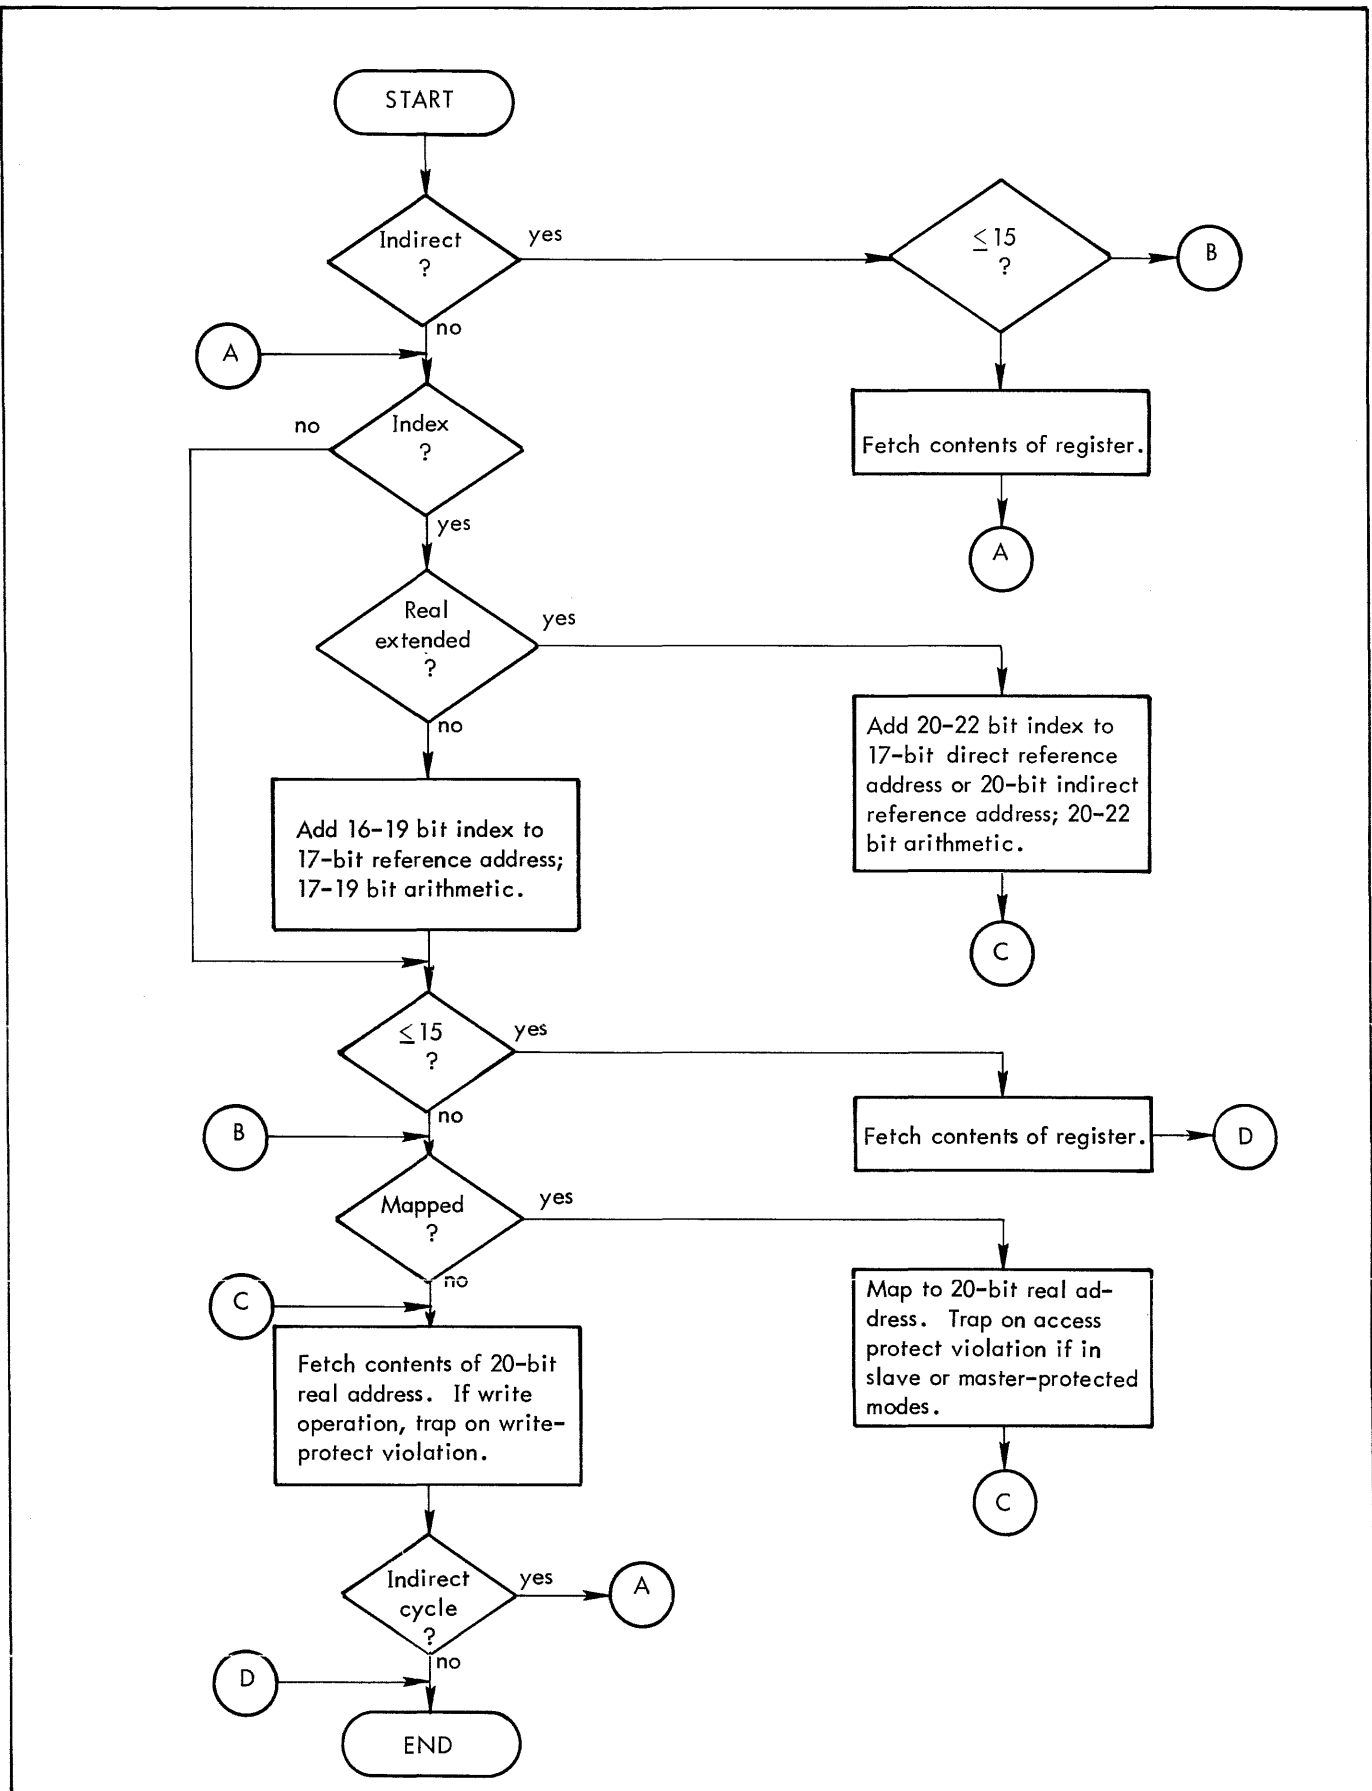 START
Indirect
?
yes
≤ 15
?
B
no
A
Index
?
no
Fetch contents of register.
yes
A
Real
extended
?
yes
no
Add 20-22 bit index to
17-bit direct reference
address or 20-bit indirect
reference address; 20-22
bit arithmetic.
Add 16-19 bit index to
17-bit reference address;
17-19 bit arithmetic.
C
≤ 15
?
yes
no
Fetch contents of register.
D
B
Mapped
?
yes
no
C
Map to 20-bit real ad-
dress. Trap on access
protect violation if in
slave or master-protected
modes.
Fetch contents of 20-bit
real address. If write
operation, trap on write-
protect violation.
C
Indirect
cycle
?
yes
A
no
D
END